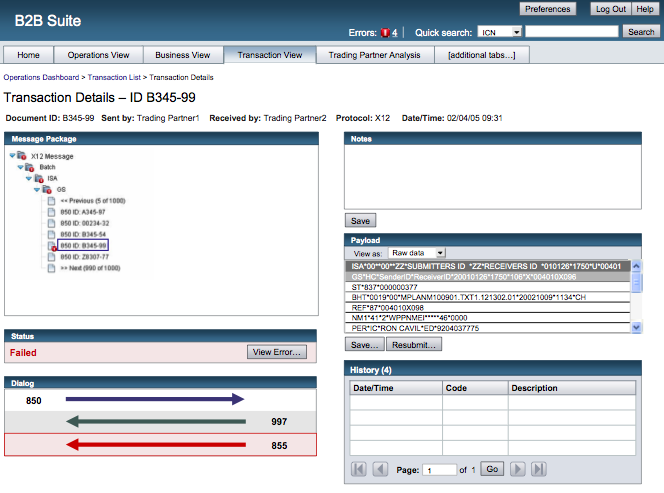 Preferences Log Out Help
B2B Suite
Errors: 4 | Quick search: ICN Search
Home Operations View Business View Transaction View Trading Partner Analysis [additional tabs…]
Operations Dashboard > Transaction List > Transaction Details
Transaction Details – ID B345-99
Document ID: B345-99 Sent by: Trading Partner1 Received by: Trading Partner2 Protocol: X12 Date/Time: 02/04/05 09:31
Message Package
X12 Message
Batch
ISA
GS
<< Previous (5 of 1000)
850 ID: A345-97
850 ID: 00234-32
850 ID: B345-54
850 ID: B345-99
850 ID: Z8307-77
>> Next (990 of 1000)
Status
Failed View Error…
Dialog
850
997
855
Notes
Save
Payload
View as: Raw data
ISA*00**00**ZZ*SUBMITTERS ID *ZZ*RECEIVERS ID *010126*1750*U*00401
GS*HC*SenderID*ReceiverID*20010126*1750*106*X*004010X096
ST*837*000000377
BHT*0019*00*MPLANM100901.TXT1.121302.01*20021009*1134*CH
REF*87*004010X098
NM1*41*2*WPPNMEI*****46*0000
PER*IC*RON CAVIL*ED*9204037775
Save… Resubmit…
History (4)
Date/Time Code Description
Page: 1 of 1 Go